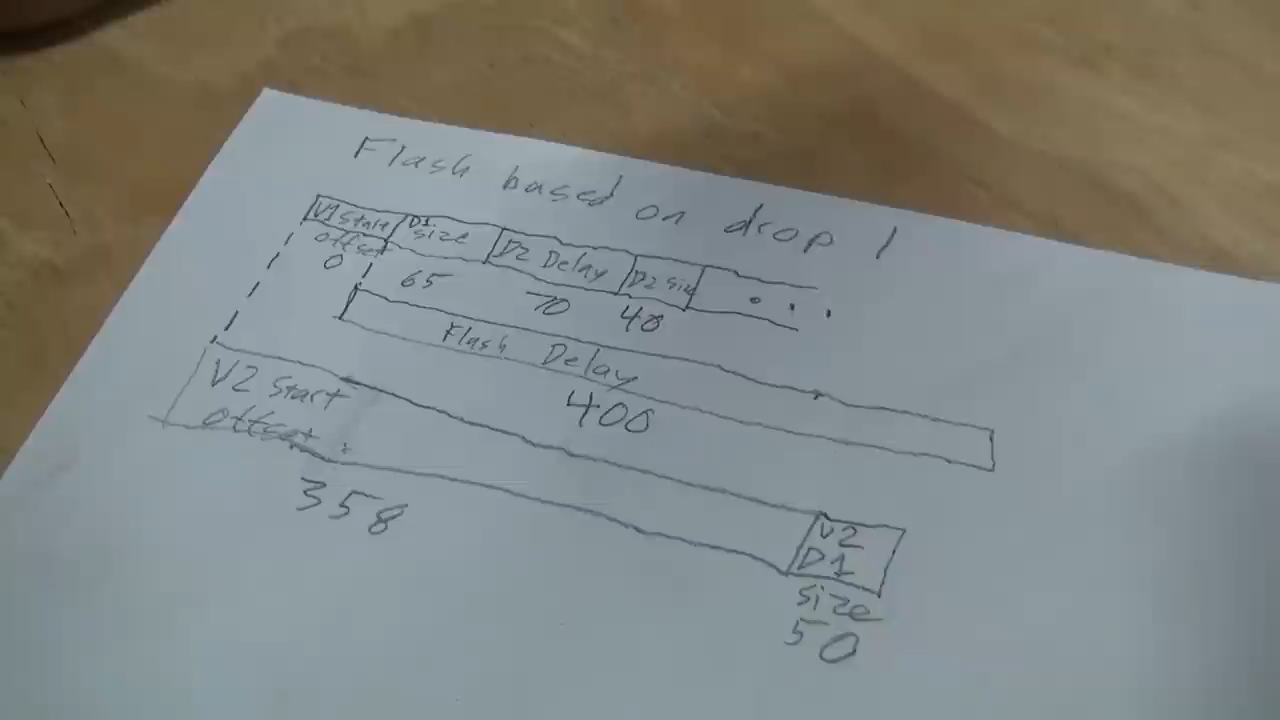 Flash based on drop 1
V1 Start offset
0
D1 size
65
D2 Delay
70
D2 Size
40
. . .
Flash Delay
400
V2 Start
offset
358
V2
D1
size
50